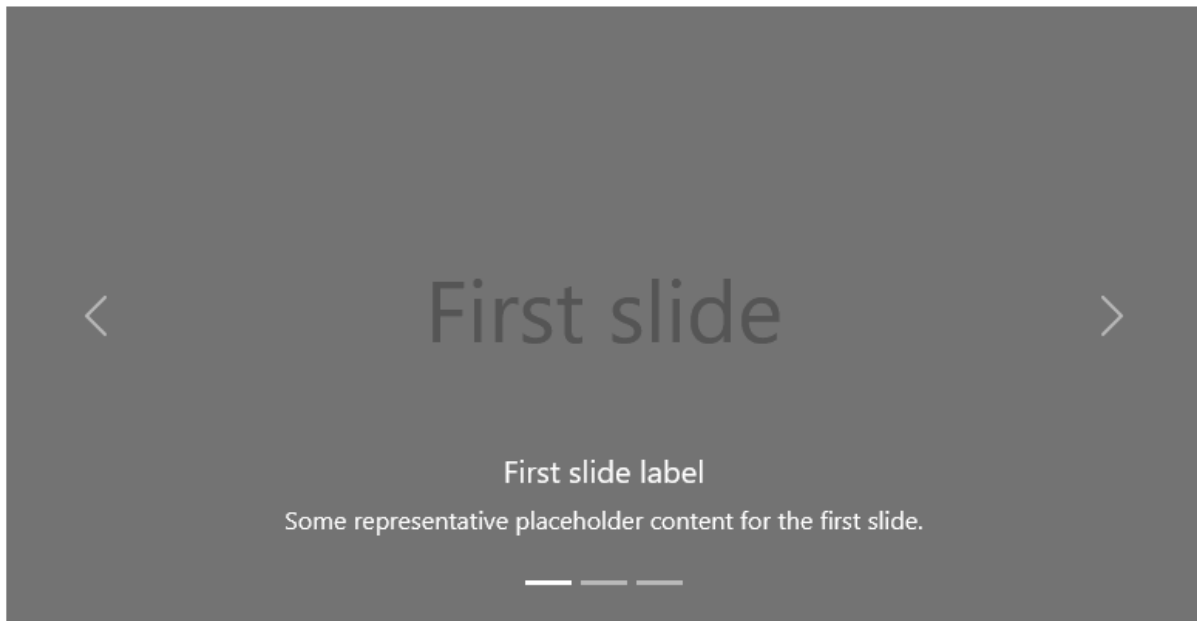 First slide
First slide label
Some representative placeholder content for the first slide.